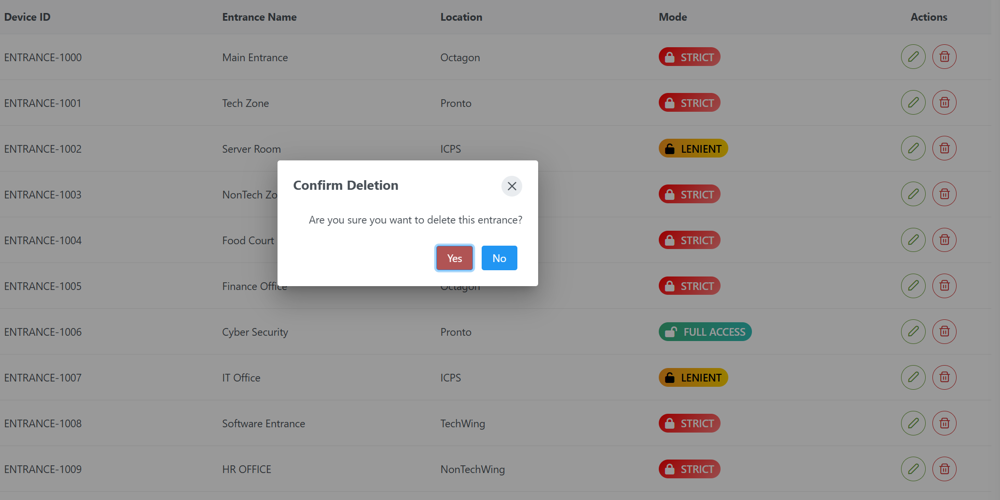 Device ID Entrance Name Location Mode Actions
ENTRANCE-1000 Main Entrance Octagon STRICT
ENTRANCE-1001 Tech Zone Pronto STRICT
ENTRANCE-1002 Server Room ICPS LENIENT
ENTRANCE-1003 NonTech Zo STRICT
ENTRANCE-1004 Food Court STRICT
ENTRANCE-1005 Finance Office Octagon STRICT
ENTRANCE-1006 Cyber Security Pronto FULL ACCESS
ENTRANCE-1007 IT Office ICPS LENIENT
ENTRANCE-1008 Software Entrance TechWing STRICT
ENTRANCE-1009 HR OFFICE NonTechWing STRICT
Confirm Deletion
Are you sure you want to delete this entrance?
Yes No